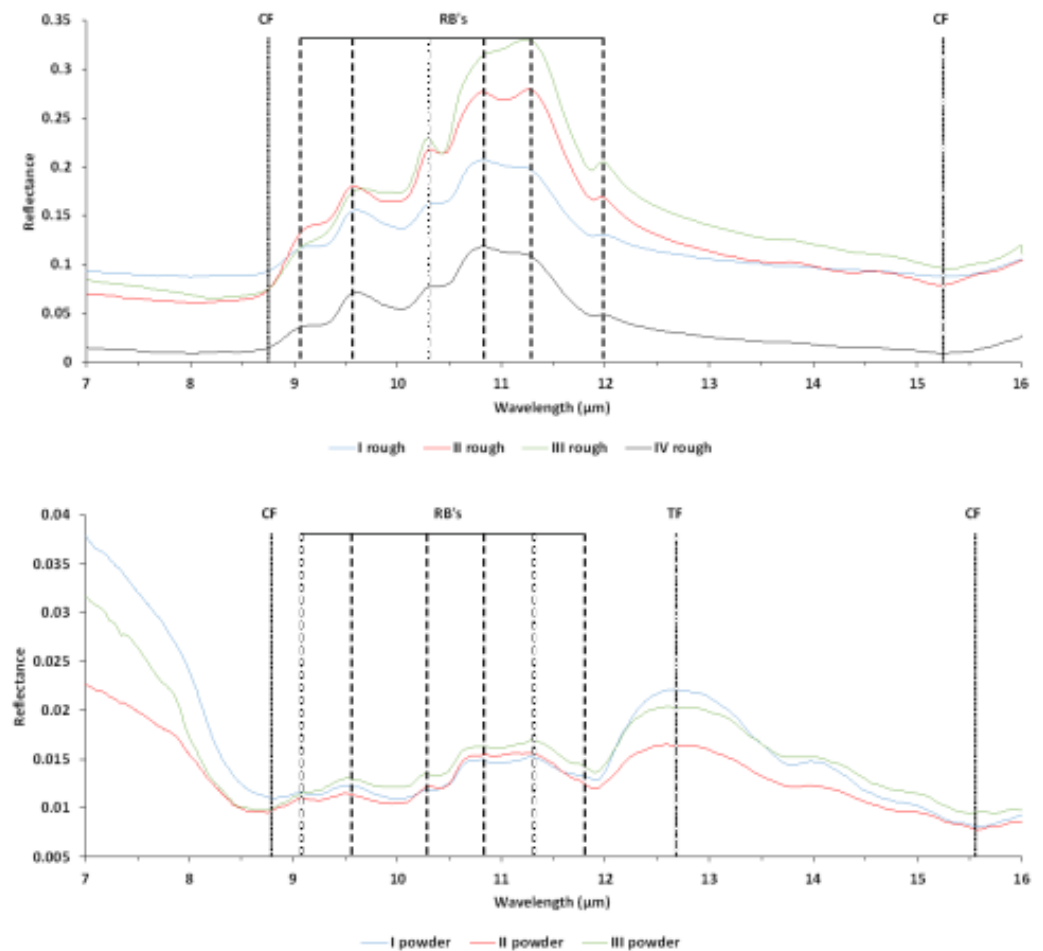 CF RB's CF
0.35
0.3
0.25
0.2
0.15
0.1
0.05
0
Reflectance
7 8 9 10 11 12 13 14 15 16
Wavelength (μm)
I rough II rough III rough IV rough
CF RB's TF CF
0.04
0.035
0.03
0.025
0.02
0.015
0.01
0.005
Reflectance
7 8 9 10 11 12 13 14 15 16
Wavelength (μm)
I powder II powder III powder